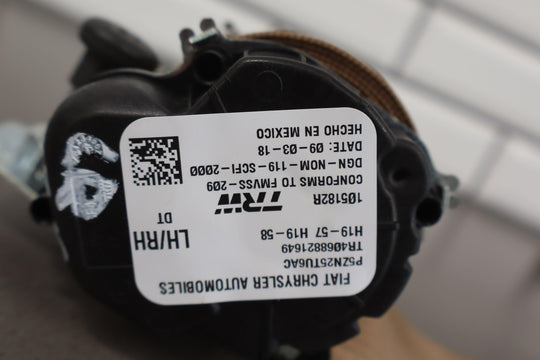 FIAT CHRYSLER AUTOMOBILES
P5ZN25TU6AC
TR4068821649
H19-57 H19-58
LH/RH
DT
105182R
TRW
CONFORMS TO FMVSS-209
DGN-NOM-119-SCFI-2000
DATE: 09-03-18
HECHO EN MEXICO